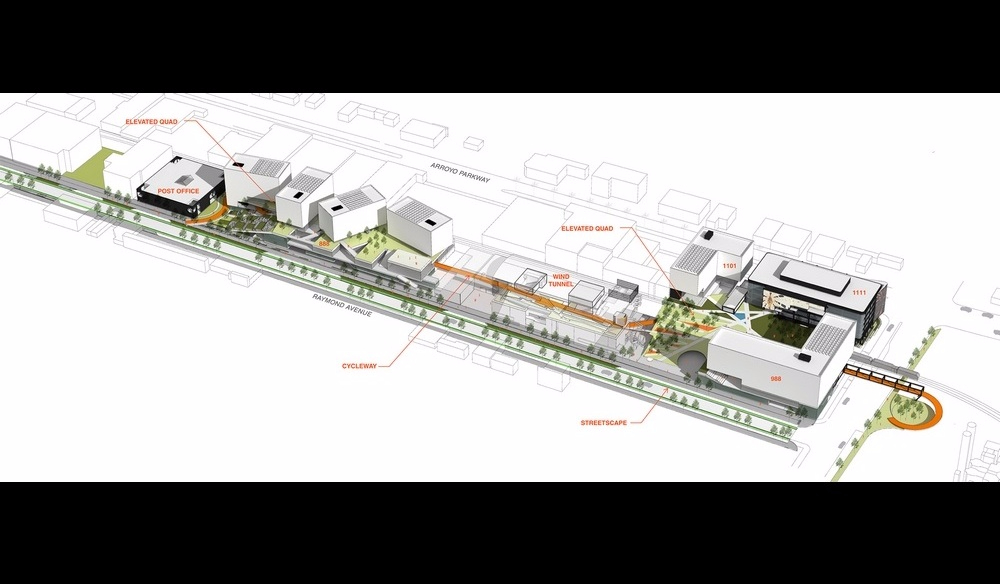 ELEVATED QUAD
POST OFFICE
888
ARROYO PARKWAY
ELEVATED QUAD
WIND
TUNNEL
1101
1111
RAYMOND AVENUE
CYCLEWAY
988
STREETSCAPE